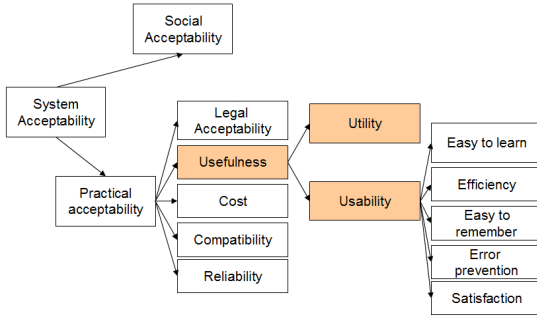 Social
Acceptability
System
Acceptability
Practical
acceptability
Legal
Acceptability
Usefulness
Cost
Compatibility
Reliability
Utility
Usability
Easy to learn
Efficiency
Easy to
remember
Error
prevention
Satisfaction